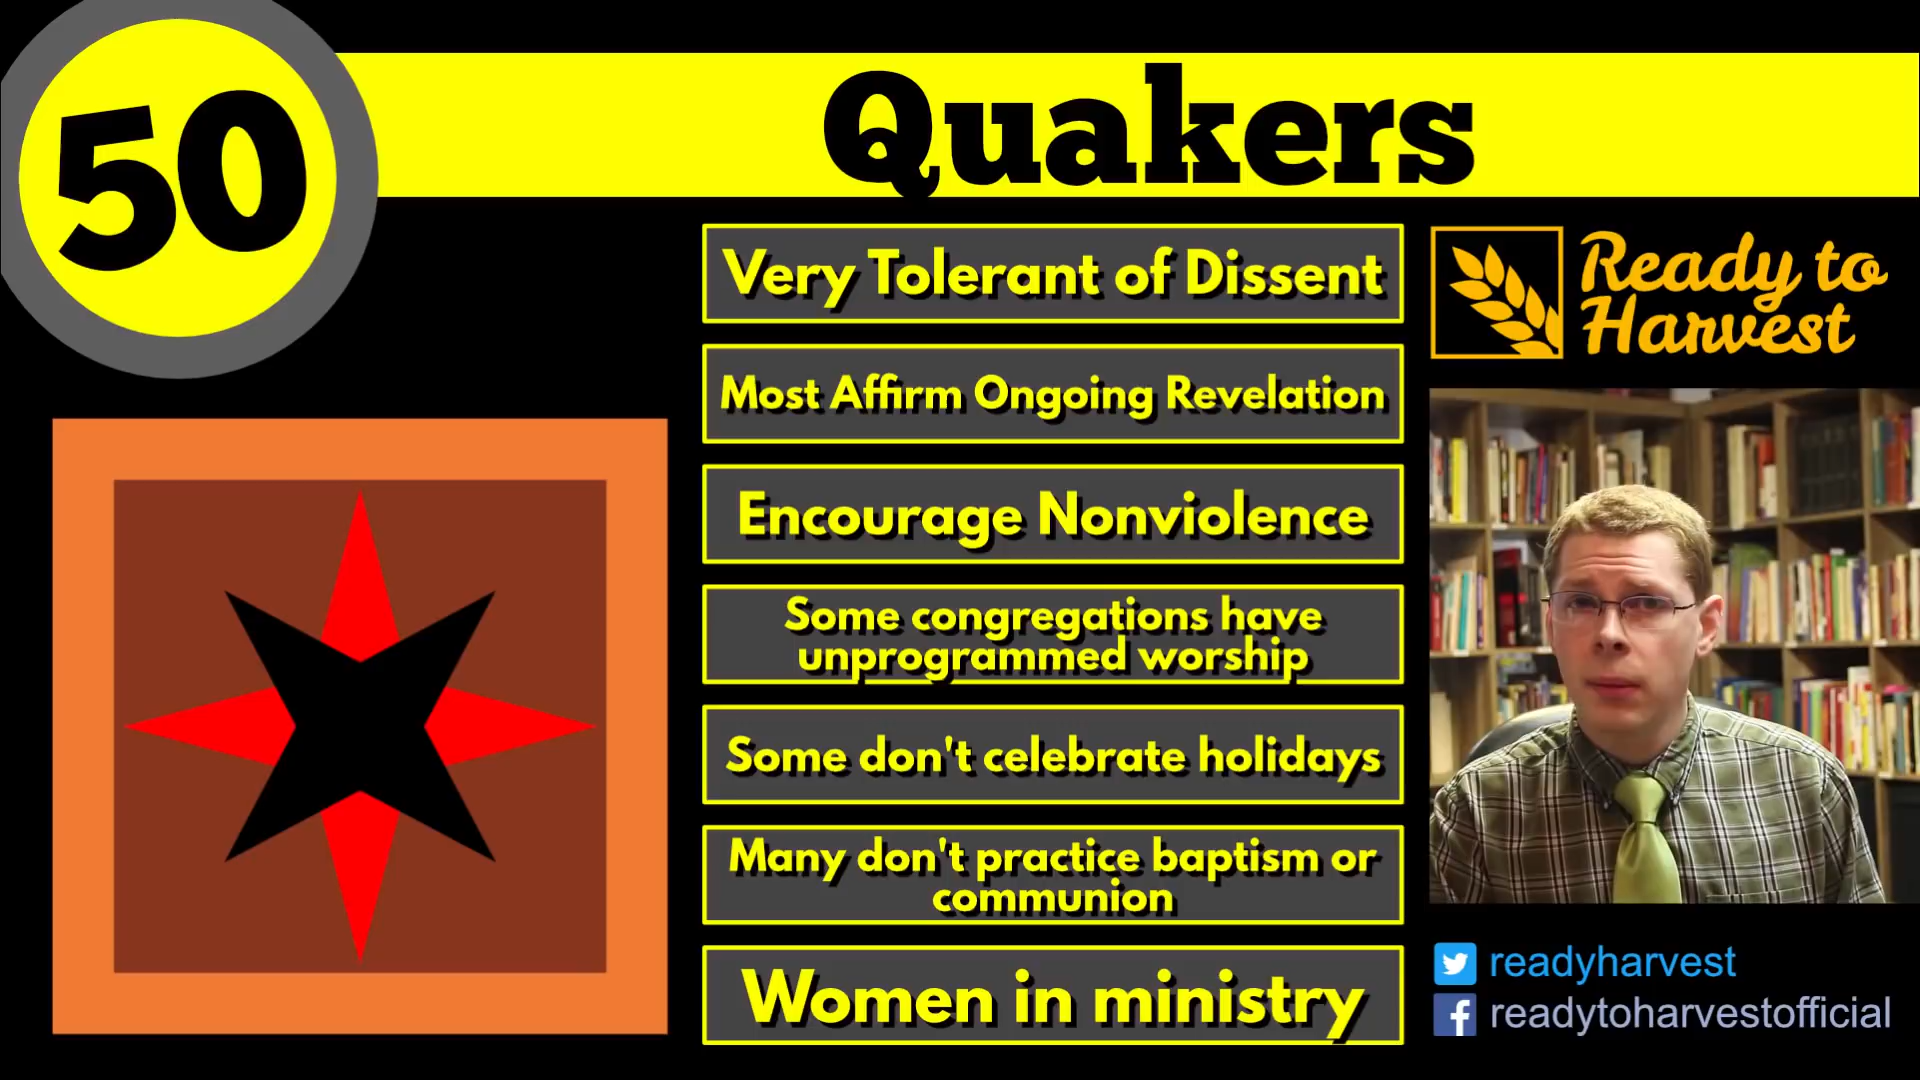 50
Quakers
Very Tolerant of Dissent
Most Affirm Ongoing Revelation
Encourage Nonviolence
Some congregations have
unprogrammed worship
Some don't celebrate holidays
Many don't practice baptism or
communion
Women in ministry
Ready to
Harvest
readyharvest
readytoharvestofficial